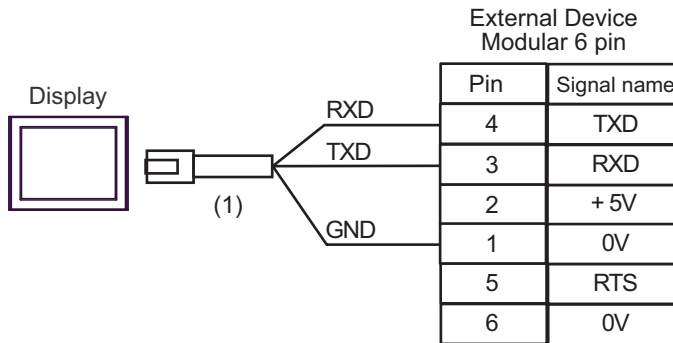 External Device
Modular 6 pin
Display
(1)
RXD
TXD
GND
Pin Signal name
4 TXD
3 RXD
2 + 5V
1 0V
5 RTS
6 0V